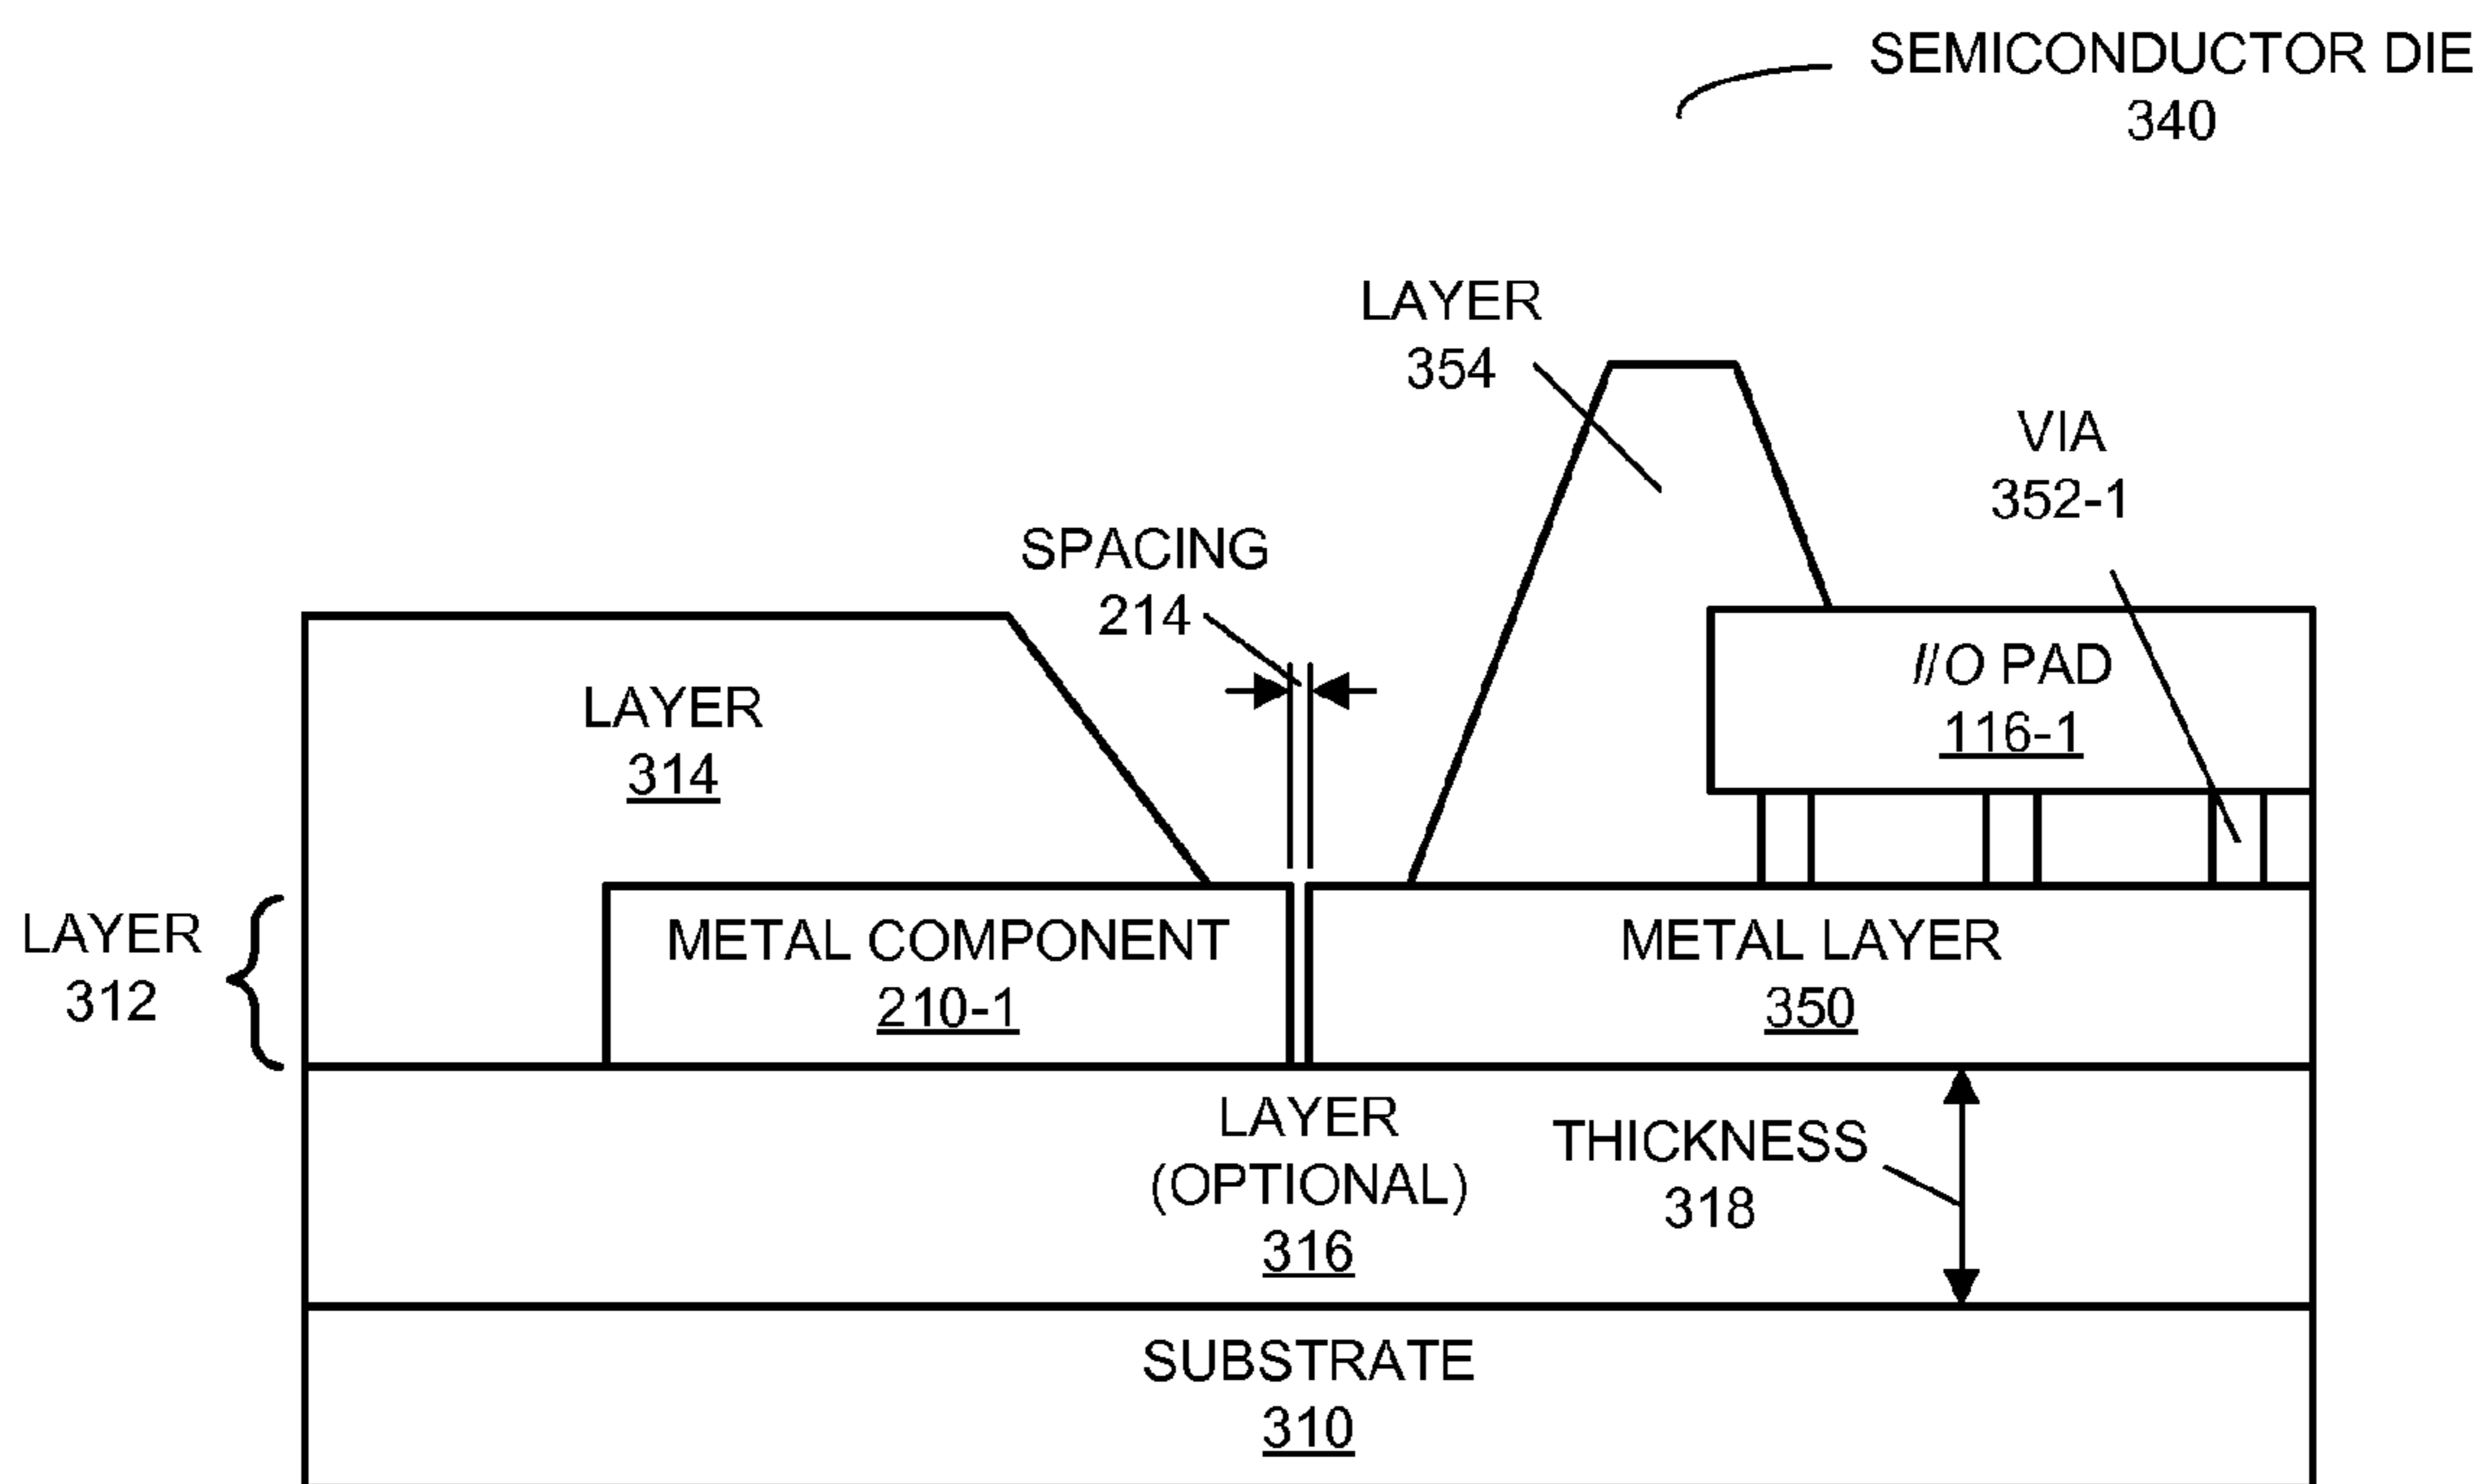 SEMICONDUCTOR DIE
340
LAYER
354
VIA
352-1
SPACING
214
I/O PAD
116-1
LAYER
314
LAYER
312
METAL COMPONENT
210-1
METAL LAYER
350
LAYER
(OPTIONAL)
316
THICKNESS
318
SUBSTRATE
310